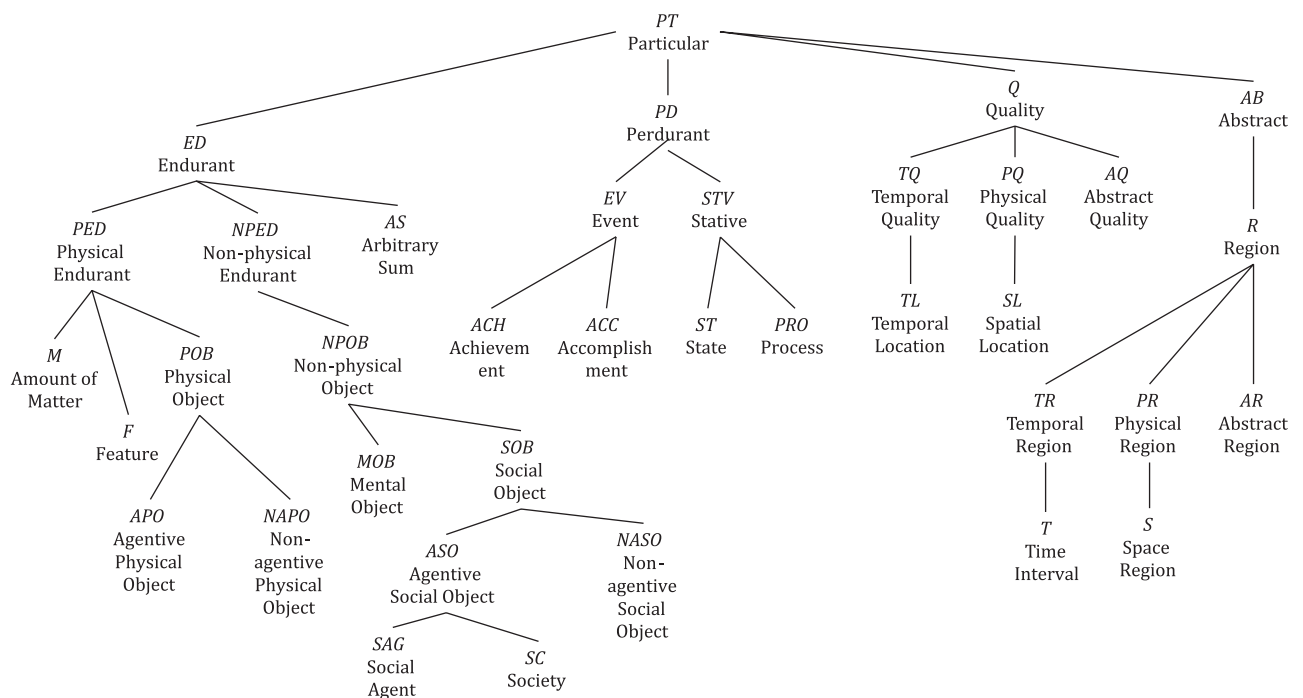 PT
Particular
ED
Endurant
PD
Perdurant
Q
Quality
AB
Abstract
PED
Physical
Endurant
NPED
Non-physical
Endurant
AS
Arbitrary
Sum
EV
Event
STV
Stative
TQ
Temporal
Quality
PQ
Physical
Quality
AQ
Abstract
Quality
R
Region
M
Amount of
Matter
F
Feature
POB
Physical
Object
NPOB
Non-physical
Object
ACH
Achievem
ent
ACC
Accomplish
ment
ST
State
PRO
Process
TL
Temporal
Location
SL
Spatial
Location
TR
Temporal
Region
PR
Physical
Region
AR
Abstract
Region
APO
Agentive
Physical
Object
NAPO
Non-
agentive
Physical
Object
MOB
Mental
Object
SOB
Social
Object
T
Time
Interval
S
Space
Region
ASO
Agentive
Social Object
NASO
Non-
agentive
Social
Object
SAG
Social
Agent
SC
Society